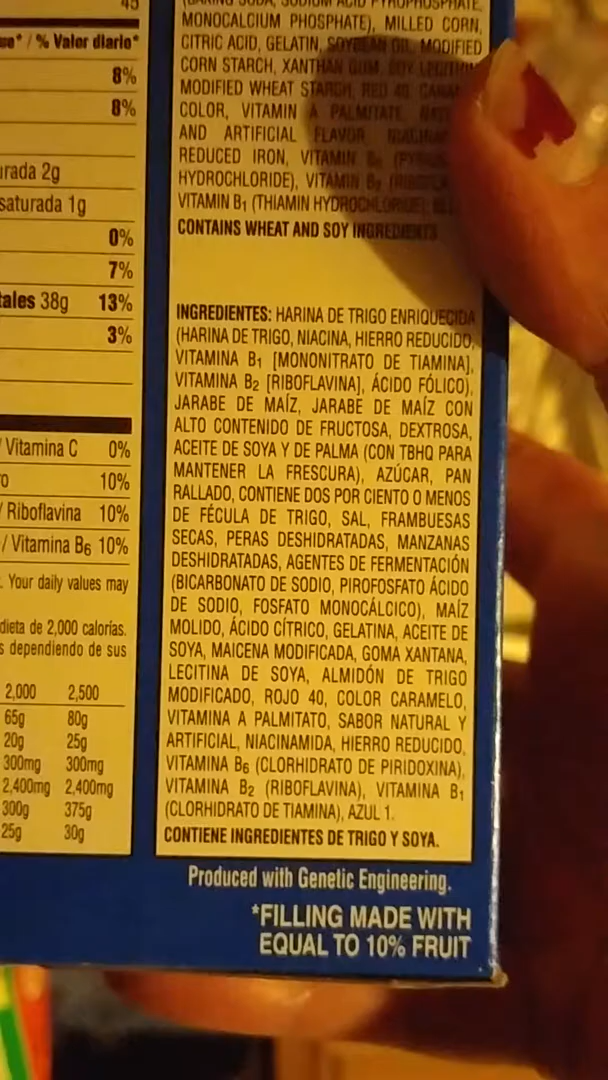 45
/ % Valor diario*
8%
8%
urada 2g
saturada 1g
0%
7%
tales 38g 13%
3%
/ Vitamina C 0%
10%
/ Riboflavina 10%
/ Vitamina B6 10%
. Your daily values may
dieta de 2,000 calorías.
s dependiendo de sus
2,000 2,500
65g 80g
20g 25g
300mg 300mg
2,400mg 2,400mg
300g 375g
25g 30g
MONOCALCIUM PHOSPHATE), MILLED CORN,
CITRIC ACID, GELATIN, SOYBEAN OIL, MODIFIED
CORN STARCH, XANTHAN GUM, SOY LECITHIN,
MODIFIED WHEAT STARCH, RED 40,
COLOR, VITAMIN A PALMITATE,
AND ARTIFICIAL FLAVOR,
REDUCED IRON, VITAMIN B6
HYDROCHLORIDE), VITAMIN B2
VITAMIN B1 (THIAMIN HYDROCHLORIDE),
CONTAINS WHEAT AND SOY INGREDIENTS
INGREDIENTES: HARINA DE TRIGO ENRIQUECIDA
(HARINA DE TRIGO, NIACINA, HIERRO REDUCIDO,
VITAMINA B1 [MONONITRATO DE TIAMINA],
VITAMINA B2 [RIBOFLAVINA], ÁCIDO FÓLICO),
JARABE DE MAÍZ, JARABE DE MAÍZ CON
ALTO CONTENIDO DE FRUCTOSA, DEXTROSA,
ACEITE DE SOYA Y DE PALMA (CON TBHQ PARA
MANTENER LA FRESCURA), AZÚCAR, PAN
RALLADO, CONTIENE DOS POR CIENTO O MENOS
DE FÉCULA DE TRIGO, SAL, FRAMBUESAS
SECAS, PERAS DESHIDRATADAS, MANZANAS
DESHIDRATADAS, AGENTES DE FERMENTACIÓN
(BICARBONATO DE SODIO, PIROFOSFATO ÁCIDO
DE SODIO, FOSFATO MONOCÁLCICO), MAÍZ
MOLIDO, ÁCIDO CÍTRICO, GELATINA, ACEITE DE
SOYA, MAICENA MODIFICADA, GOMA XANTANA,
LECITINA DE SOYA, ALMIDÓN DE TRIGO
MODIFICADO, ROJO 40, COLOR CARAMELO,
VITAMINA A PALMITATO, SABOR NATURAL Y
ARTIFICIAL, NIACINAMIDA, HIERRO REDUCIDO,
VITAMINA B6 (CLORHIDRATO DE PIRIDOXINA),
VITAMINA B2 (RIBOFLAVINA), VITAMINA B1
(CLORHIDRATO DE TIAMINA), AZUL 1.
CONTIENE INGREDIENTES DE TRIGO Y SOYA.
Produced with Genetic Engineering.
*FILLING MADE WITH
EQUAL TO 10% FRUIT